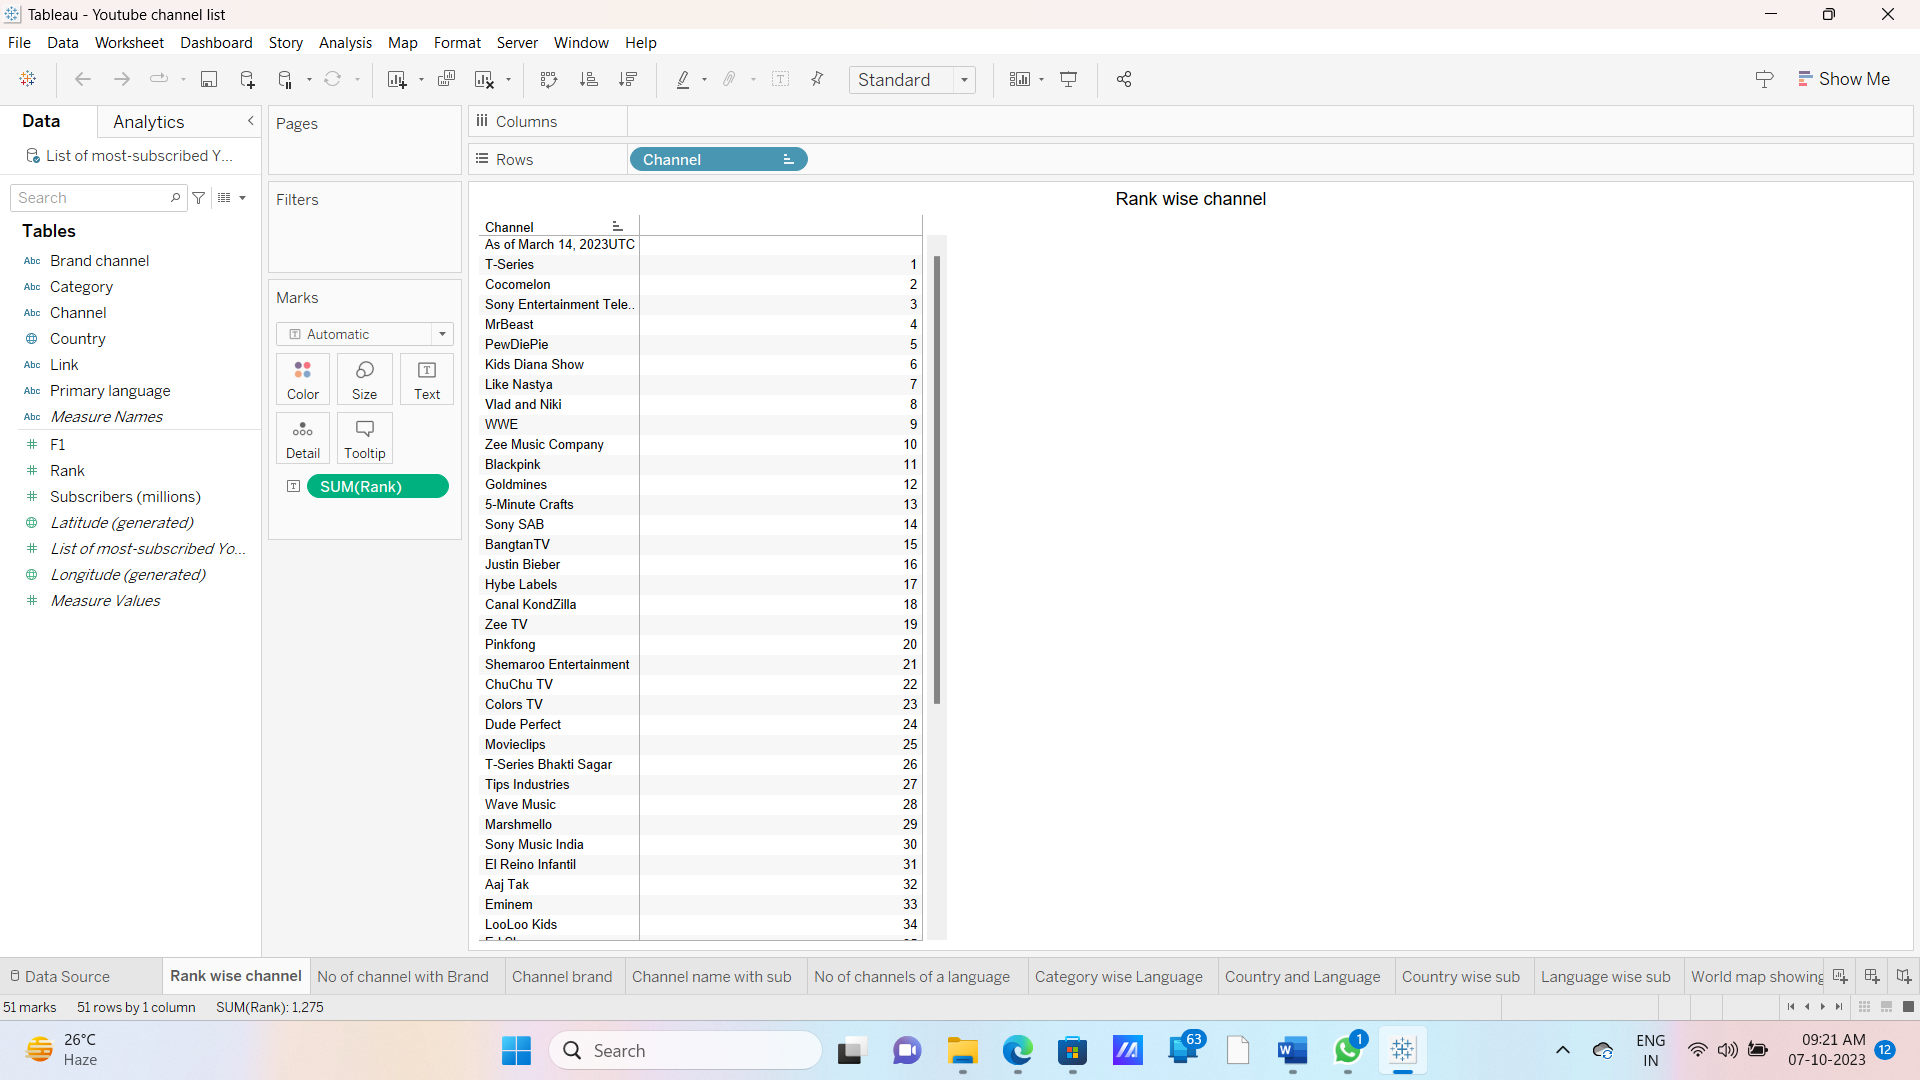 Tableau - Youtube channel list
File Data Worksheet Dashboard Story Analysis Map Format Server Window Help
Standard
Show Me
Data Analytics
List of most-subscribed Y...
Search
Tables
Abc Brand channel
Abc Category
Abc Channel
Country
Abc Link
Abc Primary language
Abc Measure Names
# F1
# Rank
# Subscribers (millions)
Latitude (generated)
# List of most-subscribed Yo...
Longitude (generated)
# Measure Values
Pages
Filters
Marks
T Automatic
Color Size Text
Detail Tooltip
T SUM(Rank)
Columns
Rows Channel
Rank wise channel
Channel
As of March 14, 2023UTC
T-Series 1
Cocomelon 2
Sony Entertainment Tele.. 3
MrBeast 4
PewDiePie 5
Kids Diana Show 6
Like Nastya 7
Vlad and Niki 8
WWE 9
Zee Music Company 10
Blackpink 11
Goldmines 12
5-Minute Crafts 13
Sony SAB 14
BangtanTV 15
Justin Bieber 16
Hybe Labels 17
Canal KondZilla 18
Zee TV 19
Pinkfong 20
Shemaroo Entertainment 21
ChuChu TV 22
Colors TV 23
Dude Perfect 24
Movieclips 25
T-Series Bhakti Sagar 26
Tips Industries 27
Wave Music 28
Marshmello 29
Sony Music India 30
El Reino Infantil 31
Aaj Tak 32
Eminem 33
LooLoo Kids 34
Data Source Rank wise channel No of channel with Brand Channel brand Channel name with sub No of channels of a language Category wise Language Country and Language Country wise sub Language wise sub World map showing
51 marks 51 rows by 1 column SUM(Rank): 1,275
26°C
Haze
Search
63
1
ENG
IN
09:21 AM
07-10-2023
12